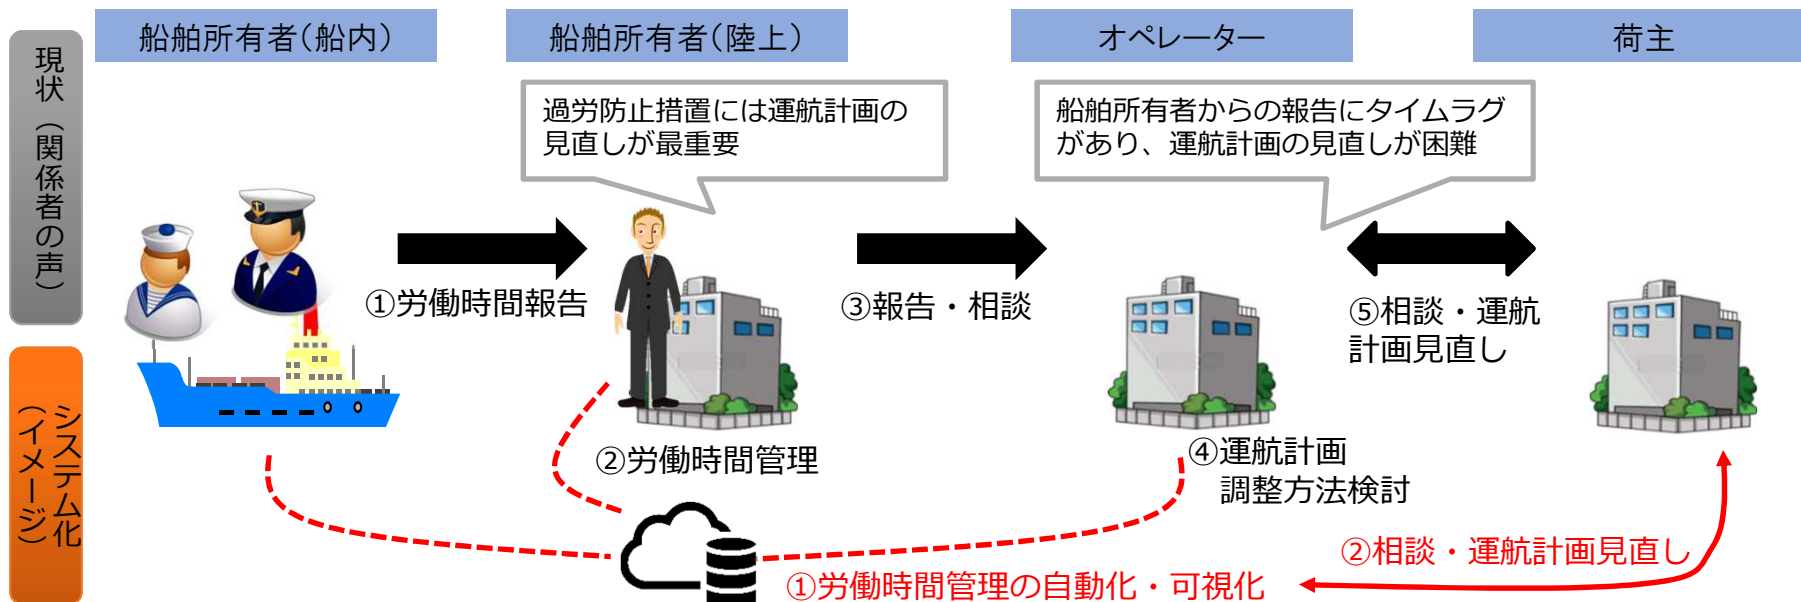 船舶所有者（船内）
船舶所有者（陸上）
オペレーター
荷主
現状（関係者の声）
過労防止措置には運航計画の
見直しが最重要
船舶所有者からの報告にタイムラグ
があり、運航計画の見直しが困難
①労働時間報告
③報告・相談
⑤相談・運航
計画見直し
②労働時間管理
④運航計画
調整方法検討
システム化
（イメージ）
②相談・運航計画見直し
①労働時間管理の自動化・可視化